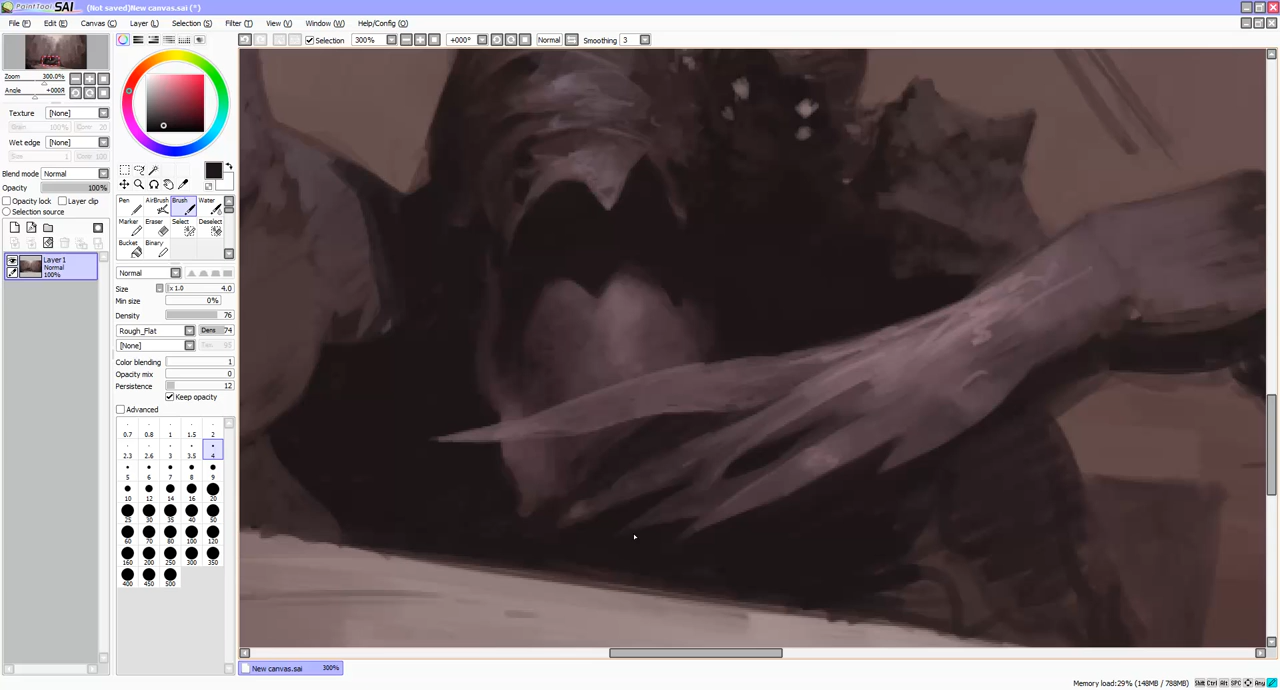 PaintTool SAI (Not saved)New canvas.sai (*)
File (F) Edit (E) Canvas (C) Layer (L) Selection (S) Filter (T) View (V) Window (W) Help/Config (O)
Selection 300% +000° Normal Smoothing 3
Zoom 300.0%
Angle +000R
Texture [None]
Wet edge [None]
Blend mode Normal
Opacity 100%
Opacity lock Layer clip
Selection source
Layer1
Normal
100%
Pen AirBrush Brush Water
Marker Eraser Select Deselect
Bucket Binary
Normal
Size x 1.0 4.0
Min size 0%
Density 76
Rough_Flat Dens 74
[None]
Color blending 1
Opacity mix 0
Persistence 12
Keep opacity
Advanced
0.7 0.8 1 1.5 2
2.3 2.6 3 3.5 4
5 6 7 8 9
10 12 14 16 20
25 30 35 40 50
60 70 80 100 120
160 200 250 300 350
400 450 500
New canvas.sai 300%
Memory load:29% (148MB / 788MB) Shift Ctrl Alt SPC Any